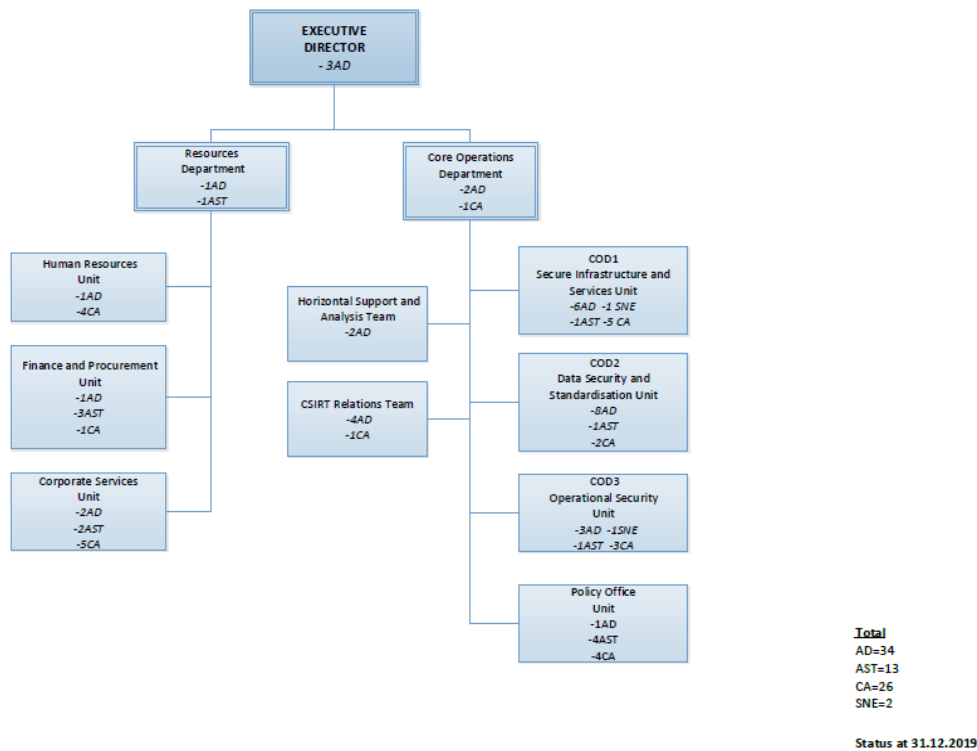 EXECUTIVE
DIRECTOR
- 3AD
Resources
Department
-1AD
-1AST
Core Operations
Department
-2AD
-1CA
Human Resources
Unit
-1AD
-4CA
Finance and Procurement
Unit
-1AD
-3AST
-1CA
Corporate Services
Unit
-2AD
-2AST
-5CA
Horizontal Support and
Analysis Team
-2AD
CSIRT Relations Team
-4AD
-1CA
COD1
Secure Infrastructure and
Services Unit
-6AD -1 SNE
-1AST -5 CA
COD2
Data Security and
Standardisation Unit
-8AD
-1AST
-2CA
COD3
Operational Security
Unit
-3AD -1SNE
-1AST -3CA
Policy Office
Unit
-1AD
-4AST
-4CA
Total
AD=34
AST=13
CA=26
SNE=2
Status at 31.12.2019